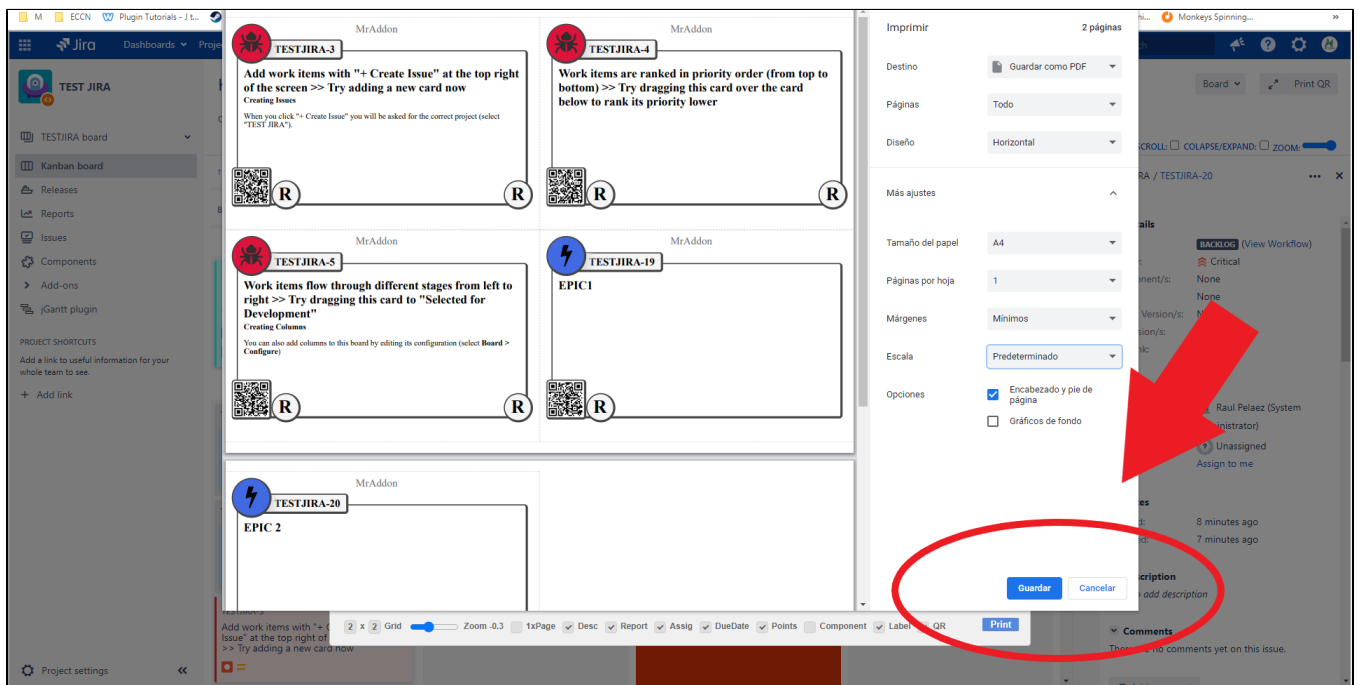 M
ECCN
Plugin Tutorials - J t...
Monkeys Spinning...
»
Jira
Dashboards
TEST JIRA
Board
Print QR
TESTJIRA board
Kanban board
Releases
Reports
Issues
Components
Add-ons
jGantt plugin
PROJECT SHORTCUTS
Add a link to useful information for your
whole team to see.
+ Add link
Project settings
MrAddon
TESTJIRA-3
Add work items with "+ Create Issue" at the top right
of the screen >> Try adding a new card now
Creating Issues
When you click "+ Create Issue" you will be asked for the correct project (select
"TEST JIRA").
R
R
MrAddon
TESTJIRA-4
Work items are ranked in priority order (from top to
bottom) >> Try dragging this card over the card
below to rank its priority lower
R
R
MrAddon
TESTJIRA-5
Work items flow through different stages from left to
right >> Try dragging this card to "Selected for
Development"
Creating Columns
You can also add columns to this board by editing its configuration (select Board >
Configure)
R
R
MrAddon
TESTJIRA-19
EPIC1
R
MrAddon
TESTJIRA-20
EPIC 2
Imprimir
2 páginas
Destino
Guardar como PDF
Páginas
Todo
Diseño
Horizontal
Más ajustes
Tamaño del papel
A4
Páginas por hoja
1
Márgenes
Mínimos
Escala
Predeterminado
Opciones
Encabezado y pie de
página
Gráficos de fondo
Guardar
Cancelar
COLAPSE/EXPAND:
ZOOM:
/ TESTJIRA-20
BACKLOG (View Workflow)
Critical
None
None
Version/s:
Raul Pelaez (System
Unassigned
Assign to me
8 minutes ago
7 minutes ago
add description
Comments
no comments yet on this issue.
Add work items with "+
Issue" at the top right of
>> Try adding a new card now
2 x 2 Grid
Zoom -0.3
1xPage
Desc
Report
Assig
DueDate
Points
Component
Label
QR
Print